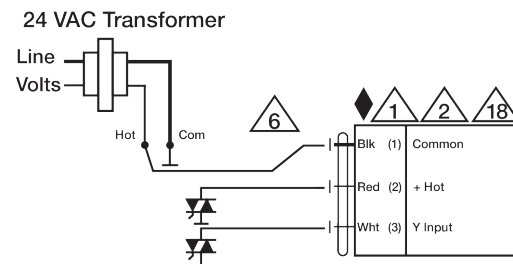 24 VAC Transformer
Line
Volts
Hot
Com
6
1
2
18
Blk (1) Common
Red (2) + Hot
Wht (3) Y Input